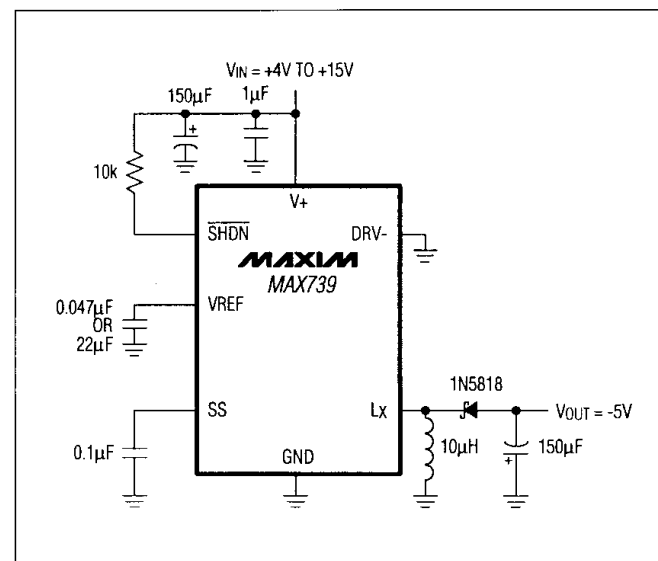 VIN = +4V TO +15V
150µF
1µF
+
10k
V+
SHDN
DRV-
MAXIM
MAX739
0.047µF
OR
22µF
VREF
1N5818
SS
LX
VOUT = -5V
0.1µF
GND
10µH
150µF
+